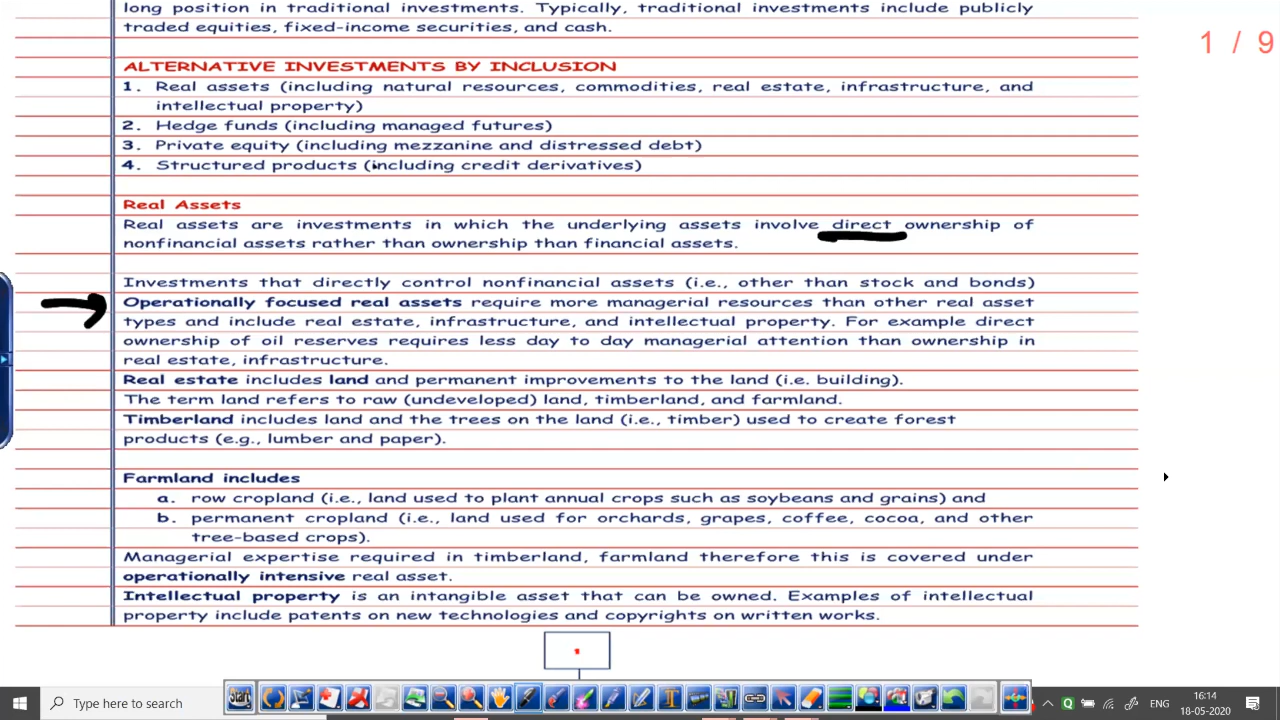 long position in traditional investments. Typically, traditional investments include publicly
traded equities, fixed-income securities, and cash.
1 / 9
ALTERNATIVE INVESTMENTS BY INCLUSION
1. Real assets (including natural resources, commodities, real estate, infrastructure, and
intellectual property)
2. Hedge funds (including managed futures)
3. Private equity (including mezzanine and distressed debt)
4. Structured products (including credit derivatives)
Real Assets
Real assets are investments in which the underlying assets involve direct ownership of
nonfinancial assets rather than ownership than financial assets.
Investments that directly control nonfinancial assets (i.e., other than stock and bonds)
Operationally focused real assets require more managerial resources than other real asset
types and include real estate, infrastructure, and intellectual property. For example direct
ownership of oil reserves requires less day to day managerial attention than ownership in
real estate, infrastructure.
Real estate includes land and permanent improvements to the land (i.e. building).
The term land refers to raw (undeveloped) land, timberland, and farmland.
Timberland includes land and the trees on the land (i.e., timber) used to create forest
products (e.g., lumber and paper).
Farmland includes
a. row cropland (i.e., land used to plant annual crops such as soybeans and grains) and
b. permanent cropland (i.e., land used for orchards, grapes, coffee, cocoa, and other
tree-based crops).
Managerial expertise required in timberland, farmland therefore this is covered under
operationally intensive real asset.
Intellectual property is an intangible asset that can be owned. Examples of intellectual
property include patents on new technologies and copyrights on written works.
Type here to search
Start
T
Q
ENG
16:14
18-05-2020